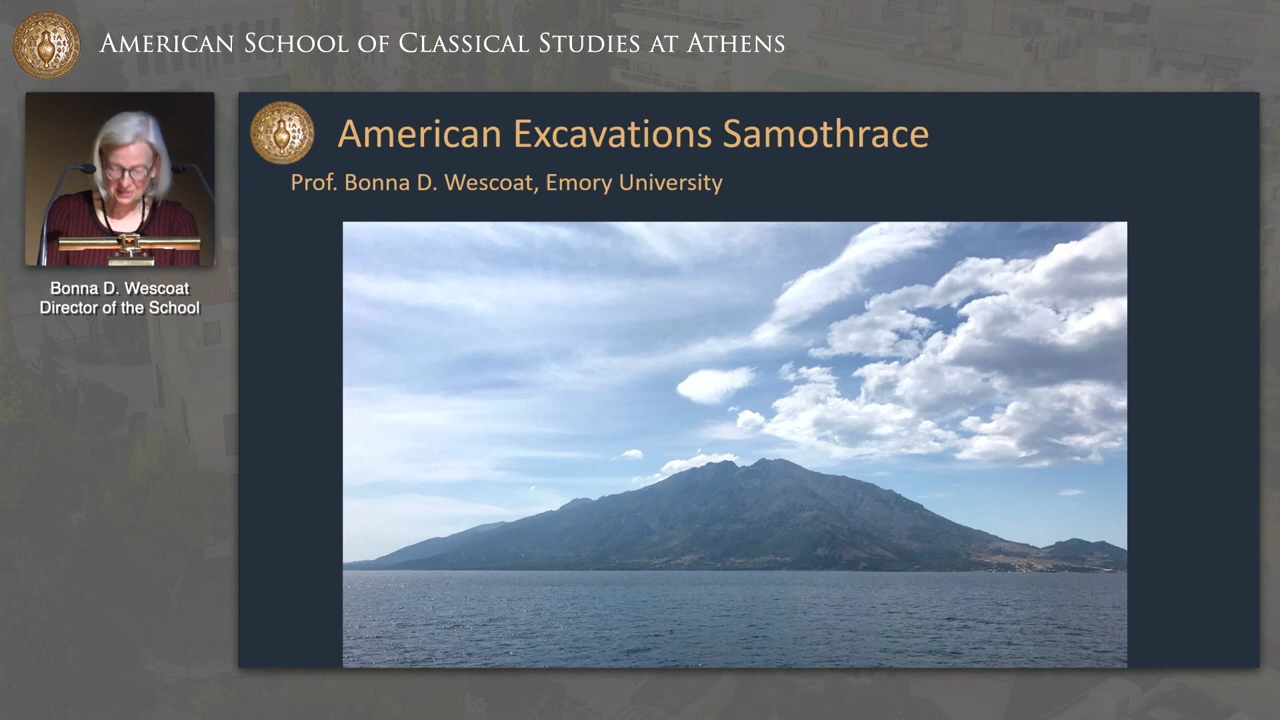 AMERICAN SCHOOL OF CLASSICAL STUDIES AT ATHENS
American Excavations Samothrace
Prof. Bonna D. Wescoat, Emory University
Bonna D. Wescoat
Director of the School